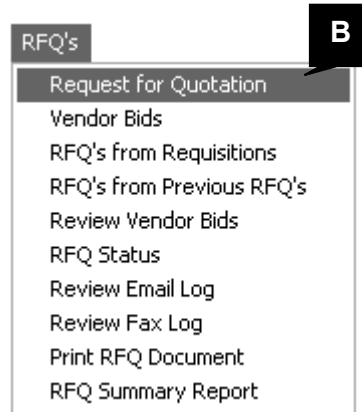 RFQ's
B
Request for Quotation
Vendor Bids
RFQ's from Requisitions
RFQ's from Previous RFQ's
Review Vendor Bids
RFQ Status
Review Email Log
Review Fax Log
Print RFQ Document
RFQ Summary Report